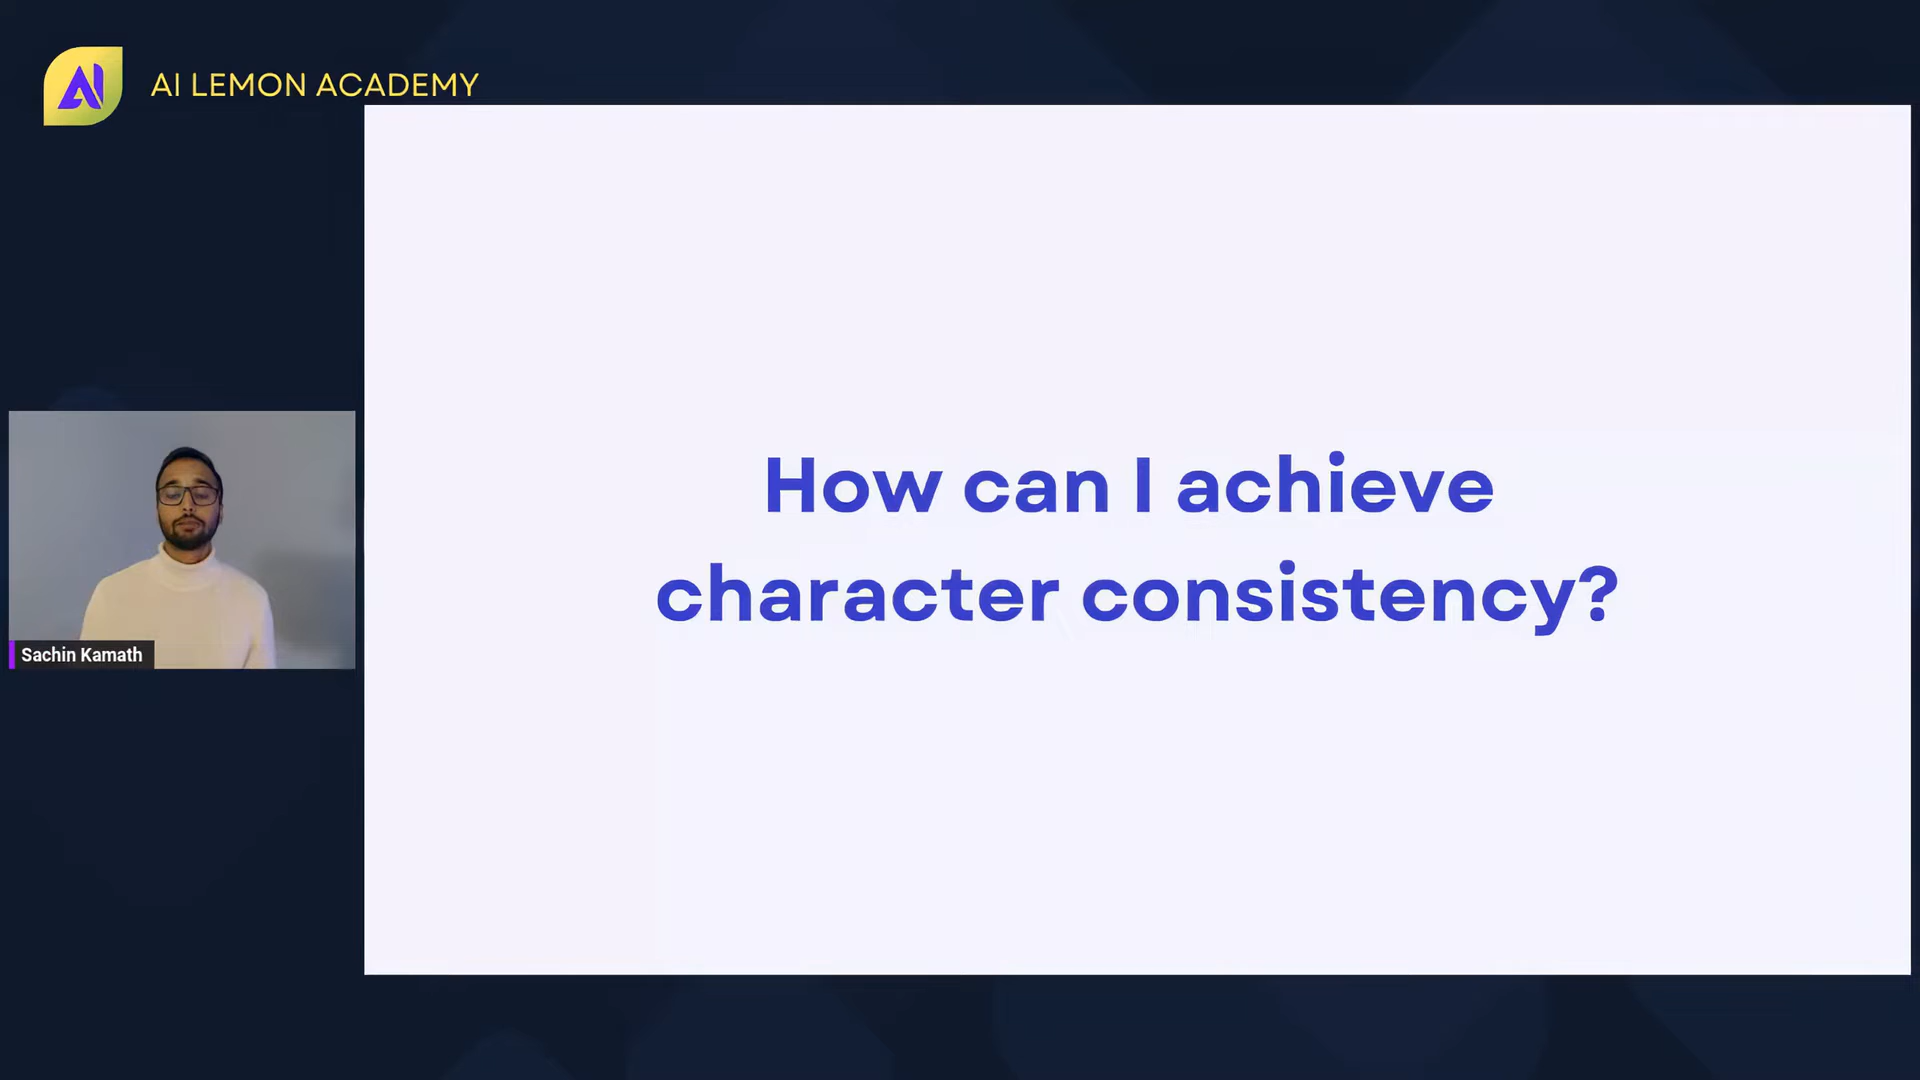 AI LEMON ACADEMY
How can I achieve
character consistency?
Sachin Kamath